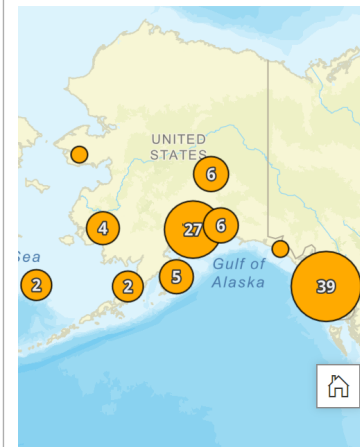 UNITED
STATES
6
4
27
6
Sea
Gulf of
Alaska
5
2
2
39